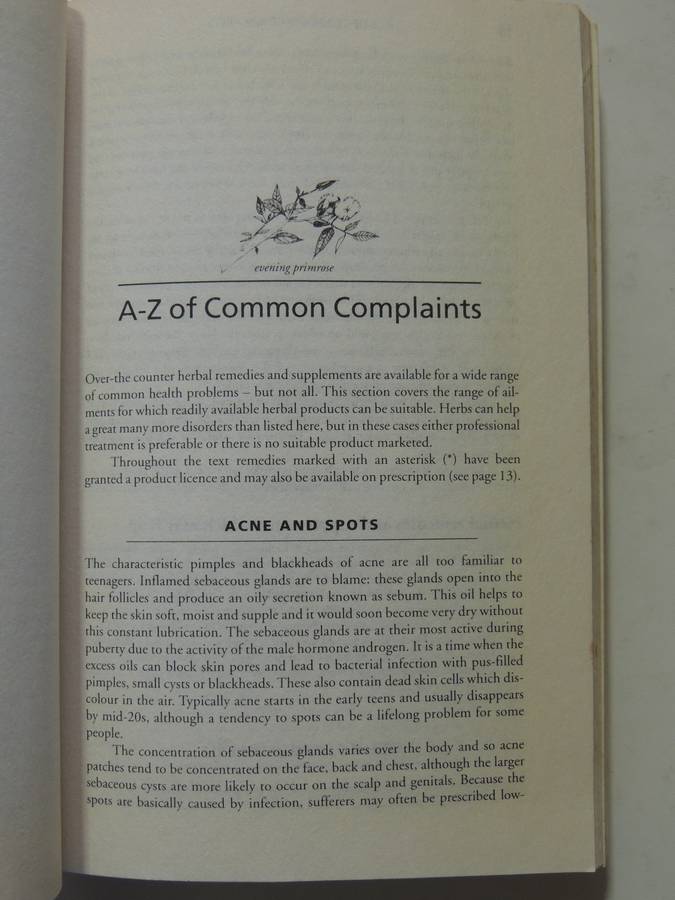 evening primrose
A-Z of Common Complaints
Over-the counter herbal remedies and supplements are available for a wide range
of common health problems – but not all. This section covers the range of ail-
ments for which readily available herbal products can be suitable. Herbs can help
a great many more disorders than listed here, but in these cases either professional
treatment is preferable or there is no suitable product marketed.
Throughout the text remedies marked with an asterisk (*) have been
granted a product licence and may also be available on prescription (see page 13).
ACNE AND SPOTS
The characteristic pimples and blackheads of acne are all too familiar to
teenagers. Inflamed sebaceous glands are to blame: these glands open into the
hair follicles and produce an oily secretion known as sebum. This oil helps to
keep the skin soft, moist and supple and it would soon become very dry without
this constant lubrication. The sebaceous glands are at their most active during
puberty due to the activity of the male hormone androgen. It is a time when the
excess oils can block skin pores and lead to bacterial infection with pus-filled
pimples, small cysts or blackheads. These also contain dead skin cells which dis-
colour in the air. Typically acne starts in the early teens and usually disappears
by mid-20s, although a tendency to spots can be a lifelong problem for some
people.
The concentration of sebaceous glands varies over the body and so acne
patches tend to be concentrated on the face, back and chest, although the larger
sebaceous cysts are more likely to occur on the scalp and genitals. Because the
spots are basically caused by infection, sufferers may often be prescribed low-